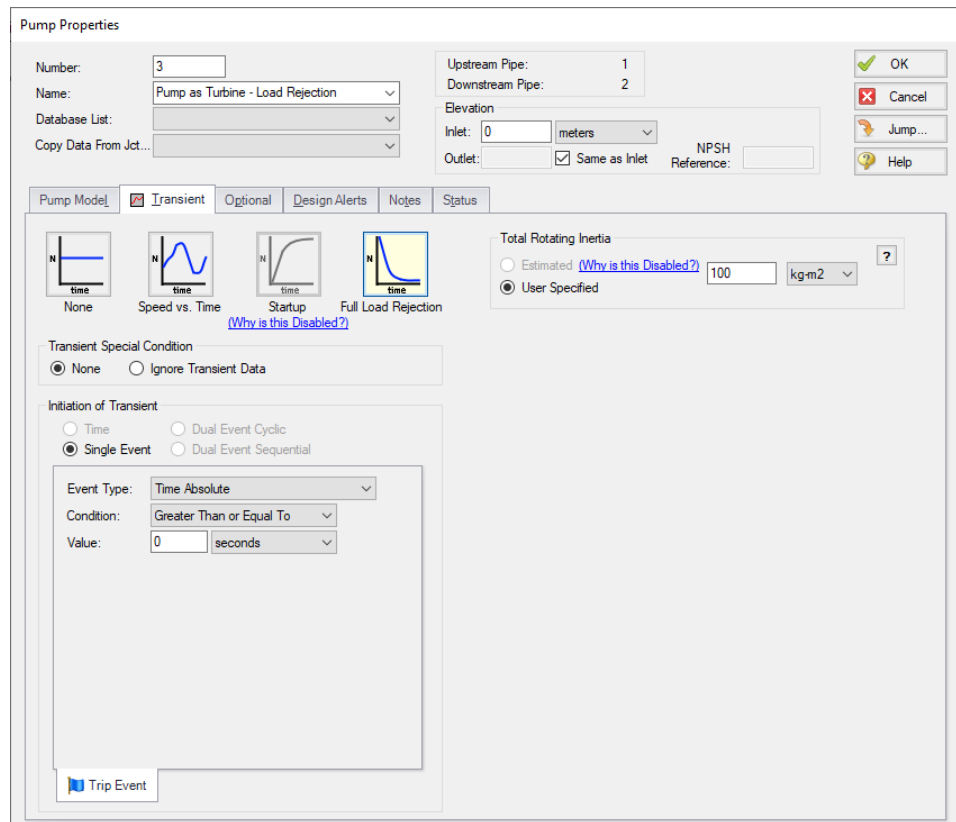 Pump Properties
Number: 3
Name: Pump as Turbine - Load Rejection
Database List:
Copy Data From Jct...
Upstream Pipe: 1
Downstream Pipe: 2
Elevation
Inlet: 0 meters
Outlet: Same as Inlet
NPSH
Reference:
OK
Cancel
Jump...
Help
Pump Model Transient Optional Design Alerts Notes Status
N time N time N time N time
None Speed vs. Time Startup Full Load Rejection
(Why is this Disabled?)
Total Rotating Inertia
Estimated (Why is this Disabled?) 100 kg-m2
User Specified
?
Transient Special Condition
None Ignore Transient Data
Initiation of Transient
Time Dual Event Cyclic
Single Event Dual Event Sequential
Event Type: Time Absolute
Condition: Greater Than or Equal To
Value: 0 seconds
Trip Event